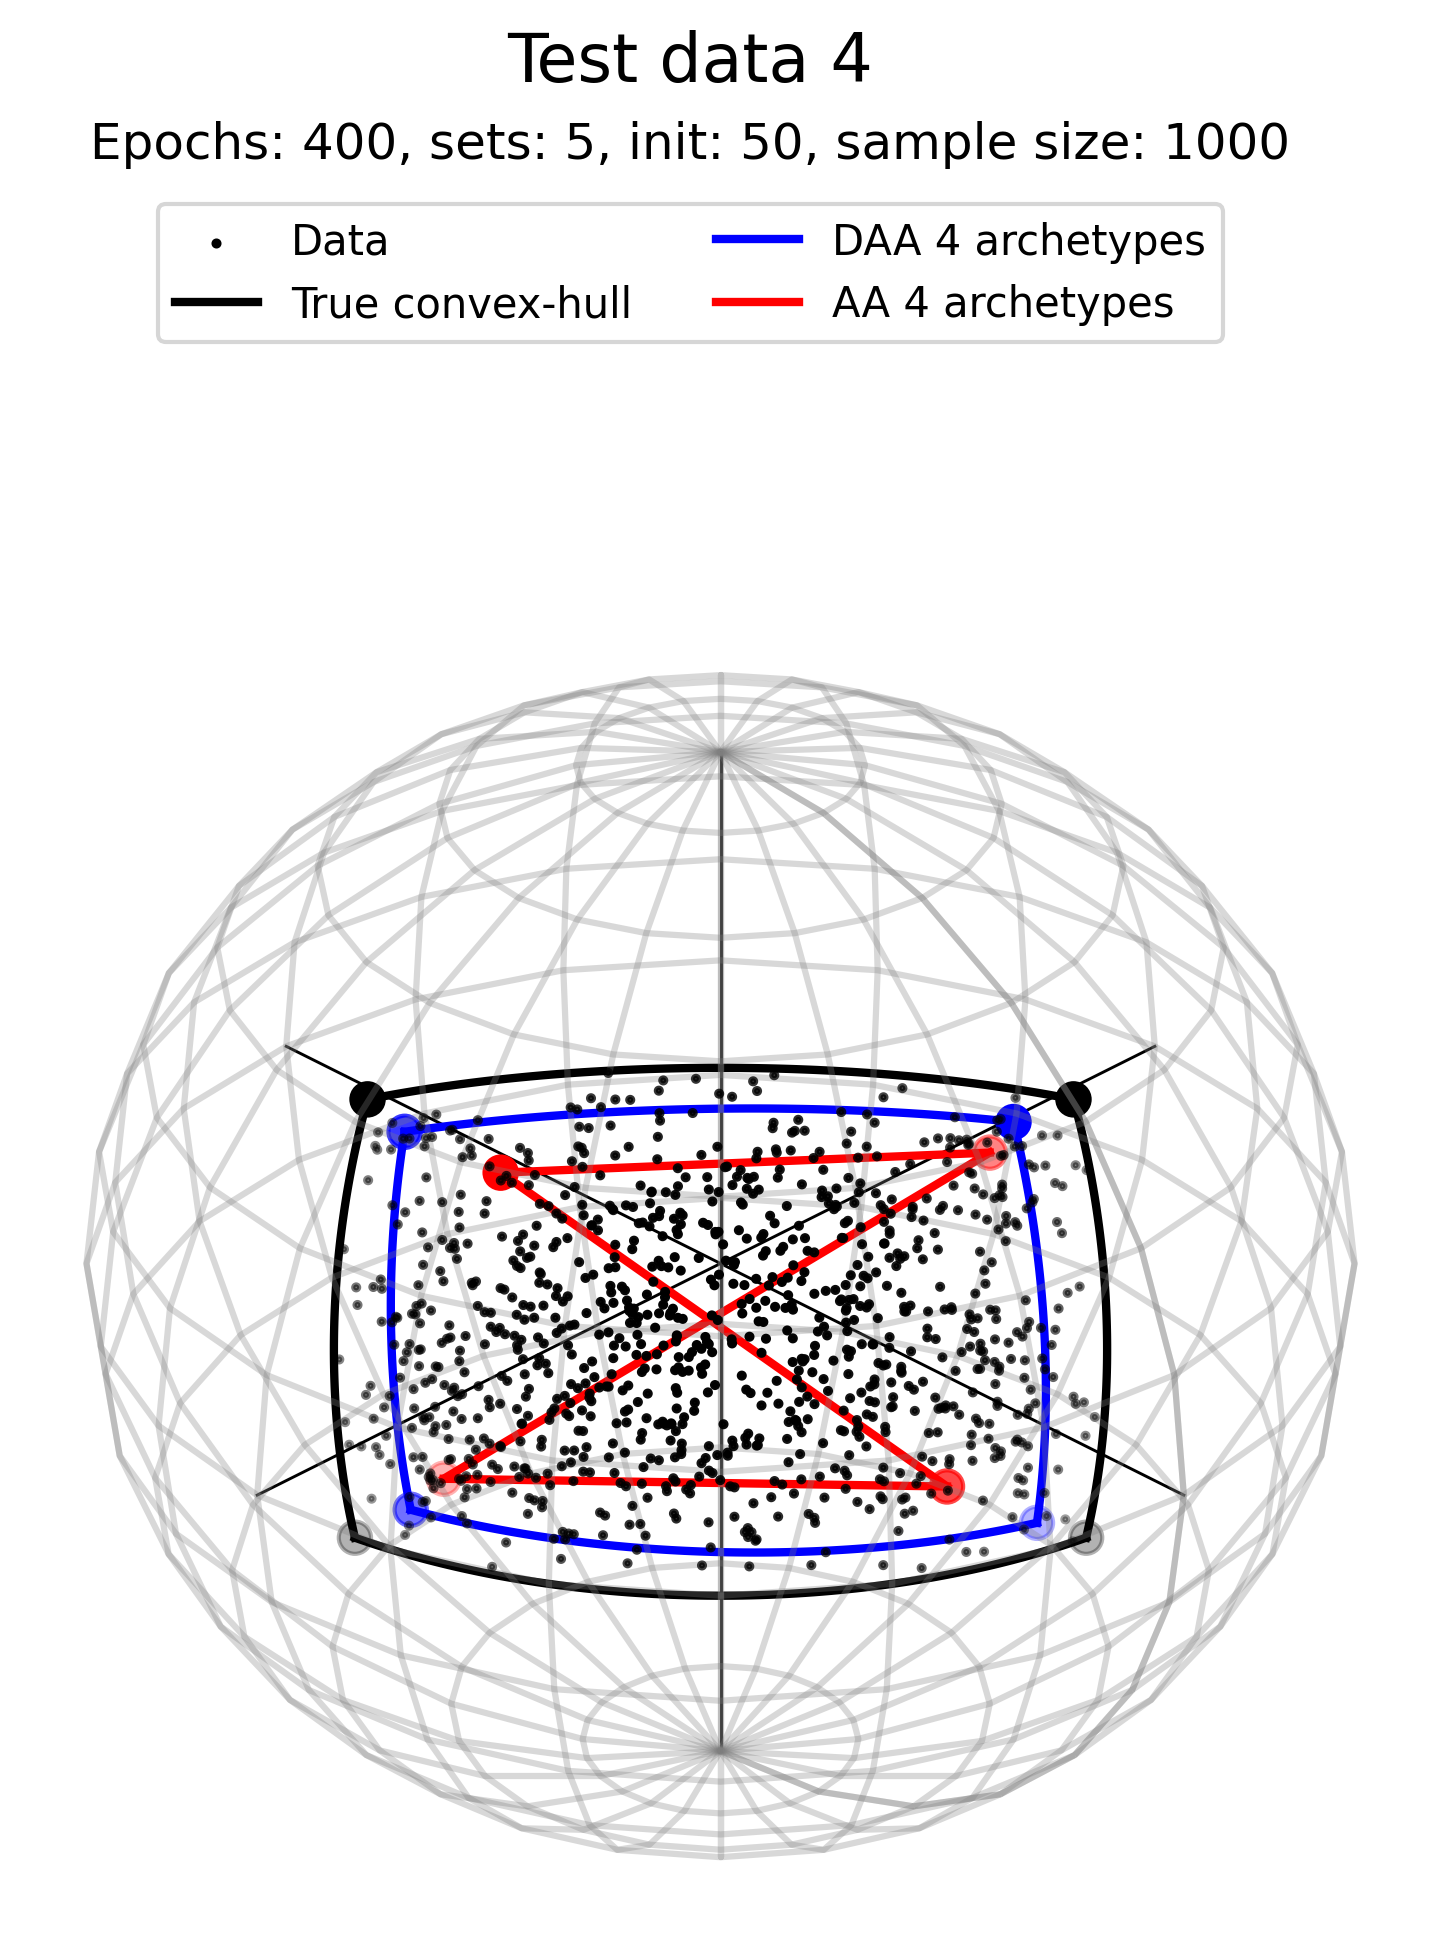 Test data 4
Epochs: 400, sets: 5, init: 50, sample size: 1000
Data
True convex-hull
DAA 4 archetypes
AA 4 archetypes